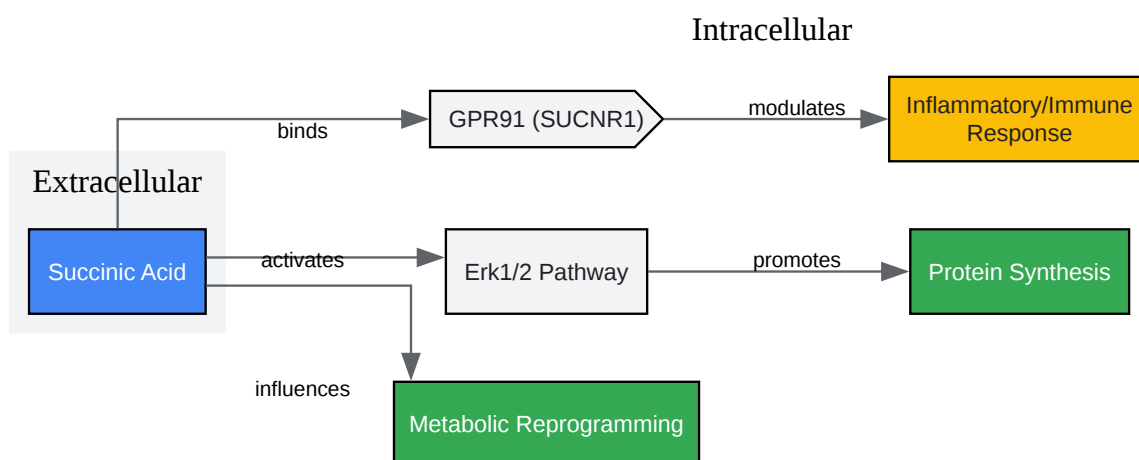 Intracellular
binds
GPR91 (SUCNR1)
modulates
Inflammatory/Immune
Response
Extracellular
Succinic Acid
activates
Erk1/2 Pathway
promotes
Protein Synthesis
influences
Metabolic Reprogramming